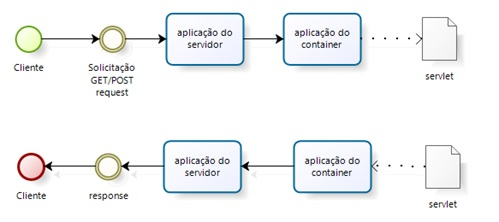 aplicação do
servidor
aplicação do
container
Cliente
Solicitação
GET/POST
request
servlet
aplicação do
servidor
aplicação do
container
Cliente
response
servlet